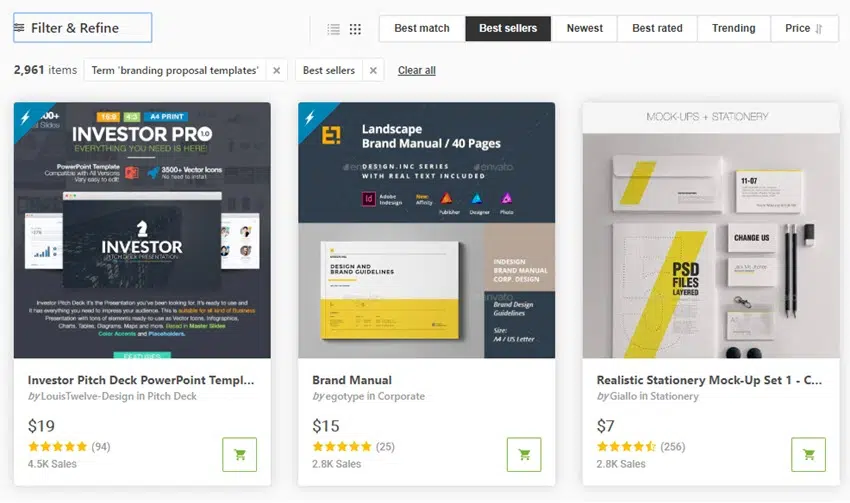 Filter & Refine
Best match
Best sellers
Newest
Best rated
Trending
Price
2,961 items
Term 'branding proposal templates'
Best sellers
Clear all
10:9 4:3 A4 PRINT
INVESTOR PRO 1.0
EVERYTHING YOU NEED IS HERE!
PowerPoint Template
Compatible with All Versions
Very easy to edit!
3500+ Vector Icons
No need to install
INVESTOR
PITCH DECK PRESENTATION
Investor Pitch Deck it's the Presentation you've been looking for. It's ready to use and
it has everything you need to impress your audience. This is suitable for all kind of Business
Presentation with tons of elements ready-to-use as Vector Icons, Infographics,
Charts, Tables, Diagrams, Maps and more. Based in Master Slides
Color Accents and Placeholders.
FEATURES
Investor Pitch Deck PowerPoint Templ...
by LouisTwelve-Design in Pitch Deck
$19
(94)
4.5K Sales
Landscape
Brand Manual / 40 Pages
DESIGN.INC SERIES
WITH REAL TEXT INCLUDED
envato
envato
Id
Adobe
Indesign
New:
Affinity
Publisher
Designer
Photo
DESIGN AND
BRAND GUIDELINES
INDESIGN
BRAND MANUAL
CORP. DESIGN
Brand Design
Guidelines
Size:
A4 / US Letter
Brand Manual
by egotype in Corporate
$15
(25)
2.8K Sales
MOCK-UPS + STATIONERY
11-07
CHANGE US
PSD
FILES
LAYERED
Realistic Stationery Mock-Up Set 1 - C...
by Giallo in Stationery
$7
(256)
2.8K Sales